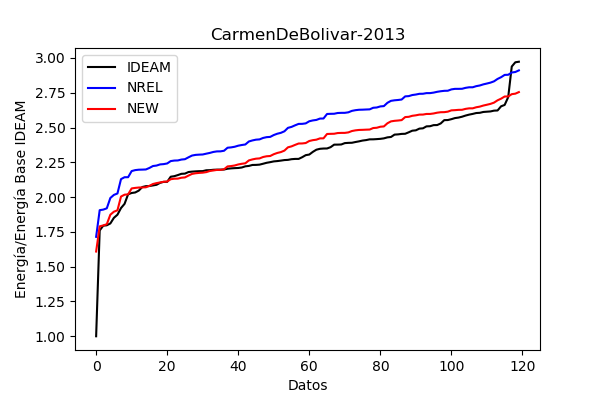 CarmenDeBolivar-2013
IDEAM
NREL
NEW
3.00
2.75
2.50
2.25
2.00
1.75
1.50
1.25
1.00
Energía/Energía Base IDEAM
0 20 40 60 80 100 120
Datos